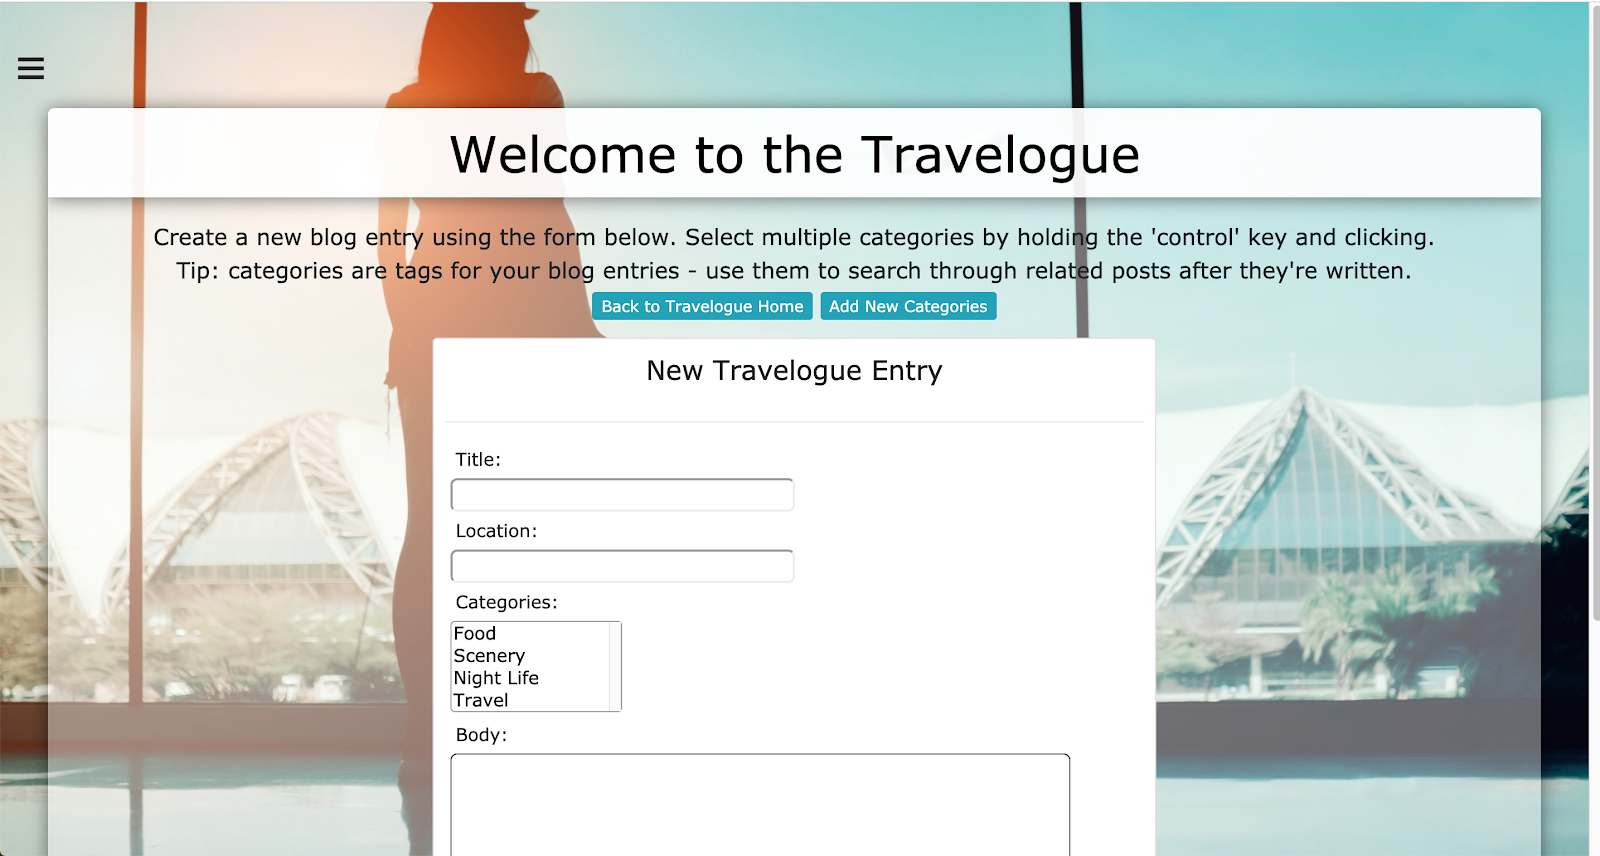 Welcome to the Travelogue
Create a new blog entry using the form below. Select multiple categories by holding the 'control' key and clicking.
Tip: categories are tags for your blog entries - use them to search through related posts after they're written.
Back to Travelogue Home Add New Categories
New Travelogue Entry
Title:
Location:
Categories:
Food
Scenery
Night Life
Travel
Body: